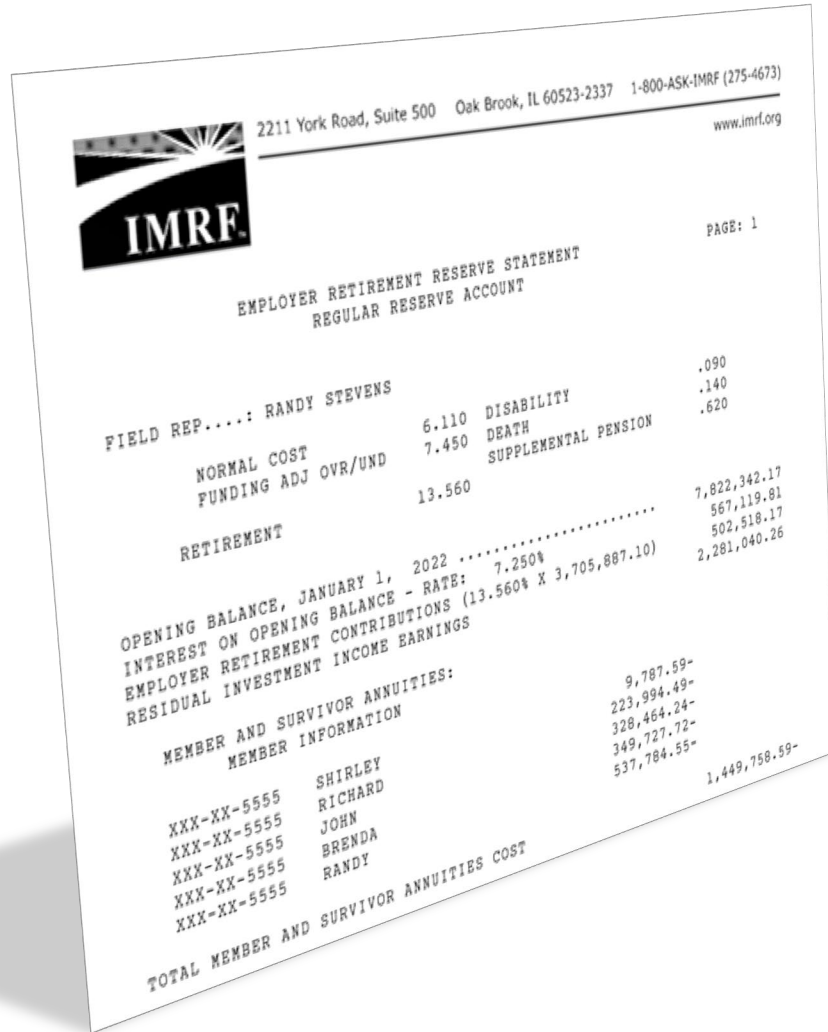 2211 York Road, Suite 500 Oak Brook, IL 60523-2337 1-800-ASK-IMRF (275-4673)
www.imrf.org
IMRF
PAGE: 1
EMPLOYER RETIREMENT RESERVE STATEMENT
REGULAR RESERVE ACCOUNT
FIELD REP....: RANDY STEVENS
NORMAL COST 6.110 DISABILITY .090
FUNDING ADJ OVR/UND 7.450 DEATH .140
SUPPLEMENTAL PENSION .620
RETIREMENT 13.560
OPENING BALANCE, JANUARY 1, 2022 ........................ 7,822,342.17
INTEREST ON OPENING BALANCE - RATE: 7.250% 567,119.81
EMPLOYER RETIREMENT CONTRIBUTIONS (13.560% X 3,705,887.10) 502,518.17
RESIDUAL INVESTMENT INCOME EARNINGS 2,281,040.26
MEMBER AND SURVIVOR ANNUITIES:
MEMBER INFORMATION
XXX-XX-5555 SHIRLEY 9,787.59-
XXX-XX-5555 RICHARD 223,994.49-
XXX-XX-5555 JOHN 328,464.24-
XXX-XX-5555 BRENDA 349,727.72-
XXX-XX-5555 RANDY 537,784.55-
TOTAL MEMBER AND SURVIVOR ANNUITIES COST 1,449,758.59-